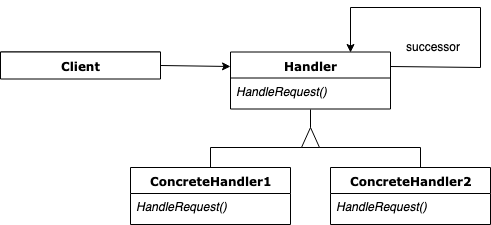 successor
Client
Handler
HandleRequest()
ConcreteHandler1
HandleRequest()
ConcreteHandler2
HandleRequest()